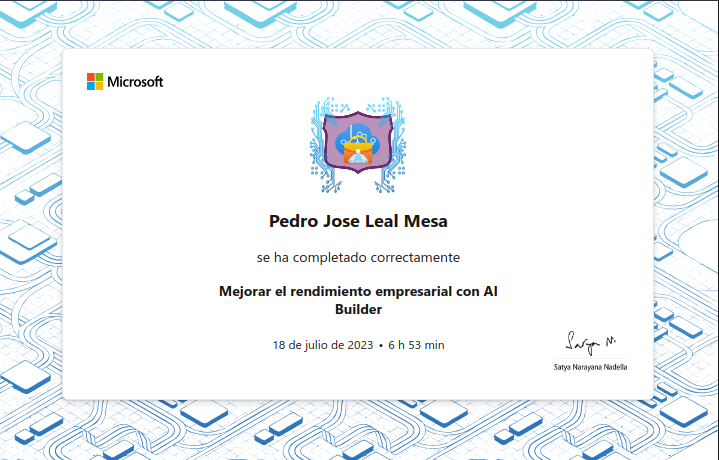 Microsoft
Pedro Jose Leal Mesa
se ha completado correctamente
Mejorar el rendimiento empresarial con AI
Builder
18 de julio de 2023 • 6 h 53 min
Satya N.
Satya Narayana Nadella